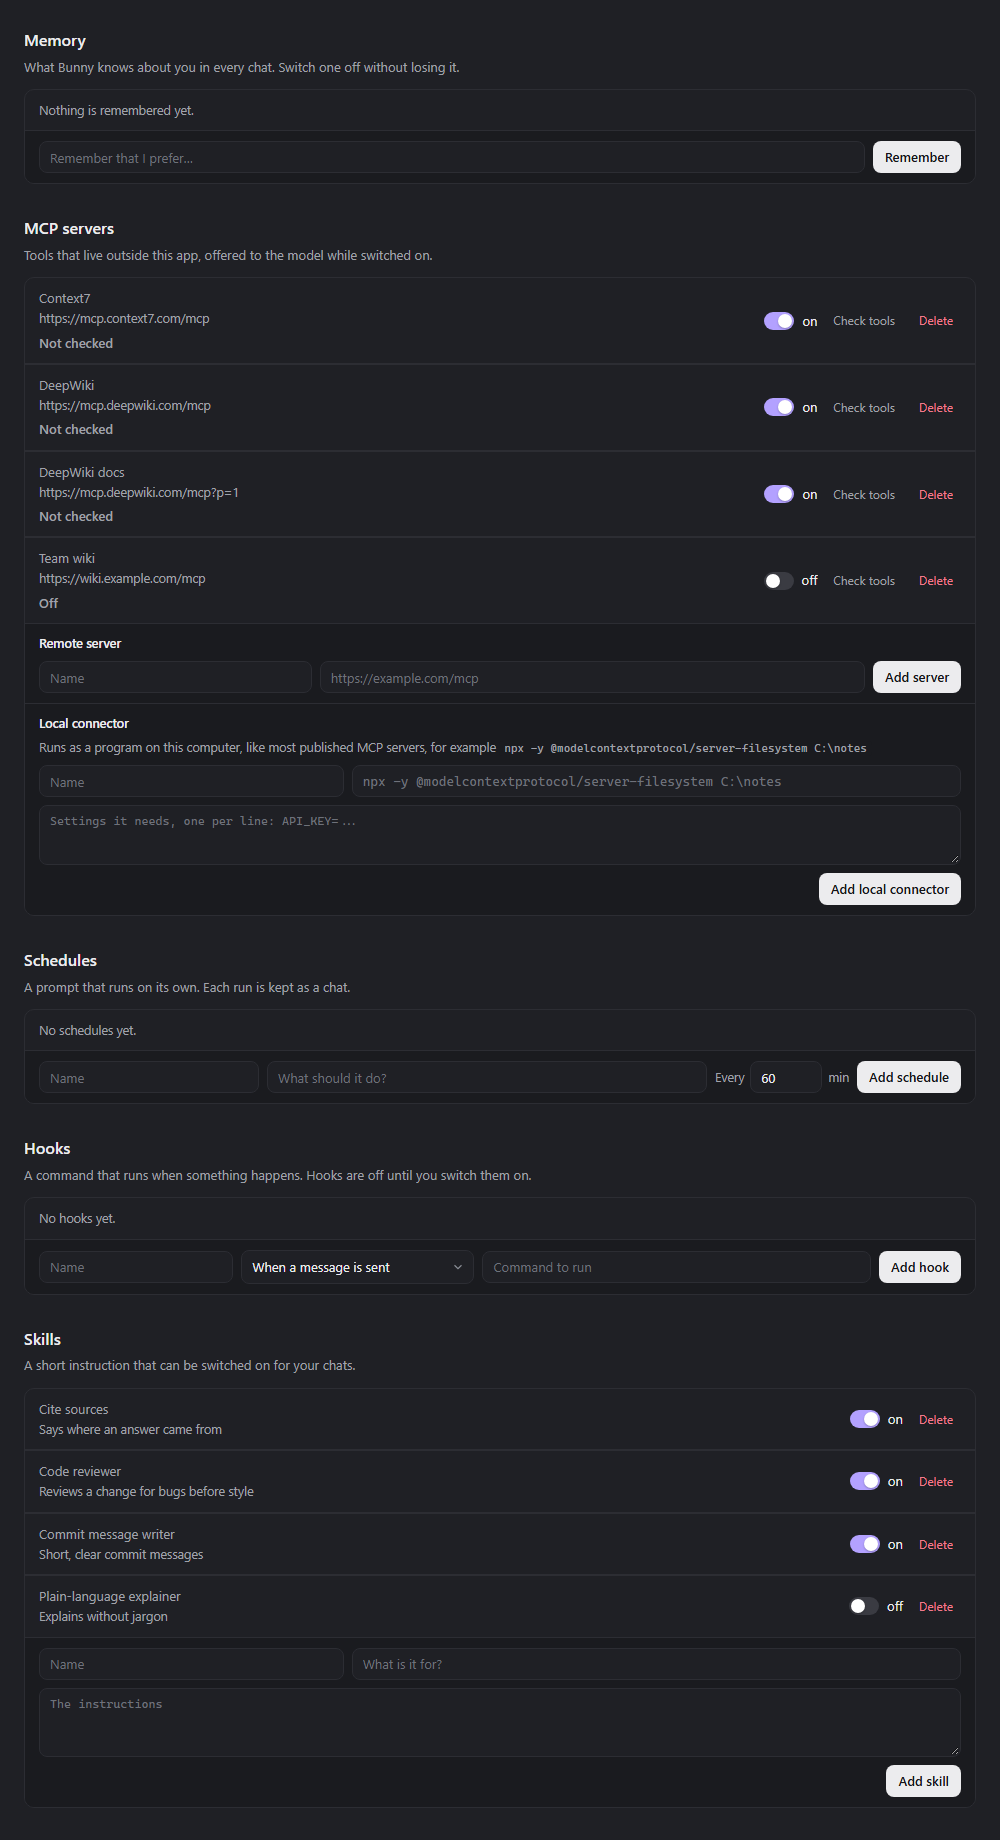 Memory
What Bunny knows about you in every chat. Switch one off without losing it.
Nothing is remembered yet.
Remember that I prefer...
Remember
MCP servers
Tools that live outside this app, offered to the model while switched on.
Context7
https://mcp.context7.com/mcp
Not checked
on
Check tools
Delete
DeepWiki
https://mcp.deepwiki.com/mcp
Not checked
on
Check tools
Delete
DeepWiki docs
https://mcp.deepwiki.com/mcp?p=1
Not checked
on
Check tools
Delete
Team wiki
https://wiki.example.com/mcp
Off
off
Check tools
Delete
Remote server
Name
https://example.com/mcp
Add server
Local connector
Runs as a program on this computer, like most published MCP servers, for example npx -y @modelcontextprotocol/server-filesystem C:\notes
Name
npx -y @modelcontextprotocol/server-filesystem C:\notes
Settings it needs, one per line: API_KEY=...
Add local connector
Schedules
A prompt that runs on its own. Each run is kept as a chat.
No schedules yet.
Name
What should it do?
Every
60
min
Add schedule
Hooks
A command that runs when something happens. Hooks are off until you switch them on.
No hooks yet.
Name
When a message is sent
Command to run
Add hook
Skills
A short instruction that can be switched on for your chats.
Cite sources
Says where an answer came from
on
Delete
Code reviewer
Reviews a change for bugs before style
on
Delete
Commit message writer
Short, clear commit messages
on
Delete
Plain-language explainer
Explains without jargon
off
Delete
Name
What is it for?
The instructions
Add skill